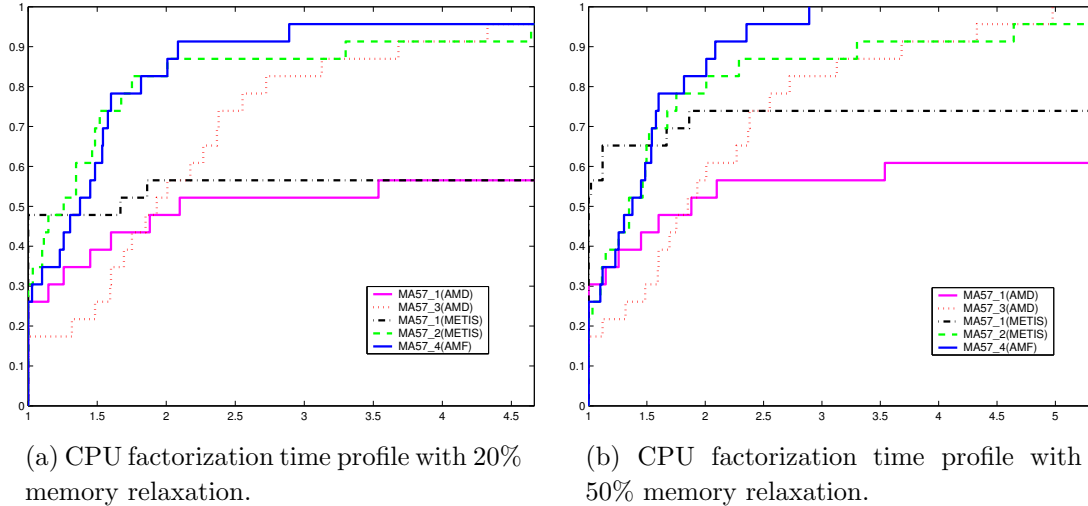 1
0.9
0.8
0.7
0.6
0.5
0.4
0.3
0.2
0.1
0
1 1.5 2 2.5 3 3.5 4 4.5
MA57_1(AMD)
MA57_3(AMD)
MA57_1(METIS)
MA57_2(METIS)
MA57_4(AMF)
(a) CPU factorization time profile with 20%
memory relaxation.
1
0.9
0.8
0.7
0.6
0.5
0.4
0.3
0.2
0.1
0
1 1.5 2 2.5 3 3.5 4 4.5 5
MA57_1(AMD)
MA57_3(AMD)
MA57_1(METIS)
MA57_2(METIS)
MA57_4(AMF)
(b) CPU factorization time profile with
50% memory relaxation.